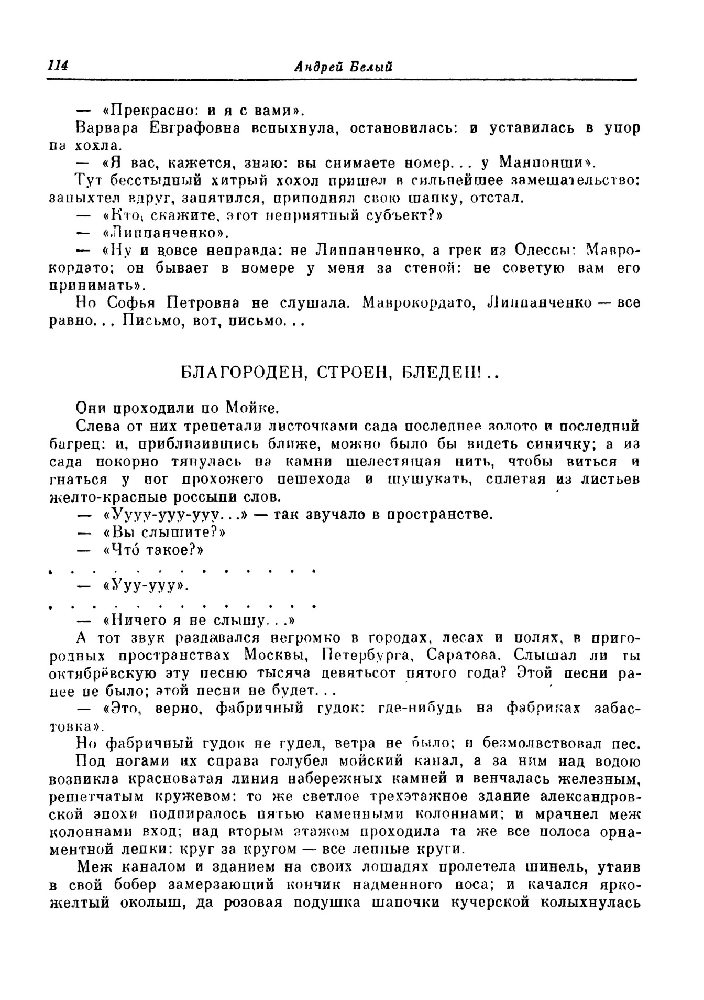 114
Андрей Белый
— «Прекрасно: и я с вами».
Варвара Евграфовна вспыхнула, остановилась: и уставилась в упор
на хохла.
— «Я вас, кажется, знаю: вы снимаете номер... у Манпонши».
Тут бесстыдный хитрый хохол пришел в сильнейшее замешательство:
запыхтел вдруг, запятился, приподнял свою шапку, отстал.
— «Кто, скажите, этот неприятный субъект?»
— «Липпанченко».
— «Ну и вовсе неправда: не Липпанченко, а грек из Одессы: Мавро-
кордато; он бывает в номере у меня за стеной: не советую вам его
принимать».
Но Софья Петровна не слушала. Маврокордато, Липпанченко — все
равно... Письмо, вот, письмо...
БЛАГОРОДЕН, СТРОЕН, БЛЕДЕН!..
Они проходили по Мойке.
Слева от них трепетали листочками сада последнее золото и последний
багрец: и, приблизившись ближе, можно было бы видеть синичку; а из
сада покорно тянулась на камни шелестящая нить, чтобы виться и
гнаться у ног прохожего пешехода и шушукать, сплетая из листьев
желто-красные россыпи слов.
— «Уууу-ууу-ууу...» — так звучало в пространстве.
— «Вы слышите?»
— «Что́ такое?»
. . . . . . . . . . . . .
— «Ууу-ууу».
. . . . . . . . . . . . .
— «Ничего я не слышу...»
А тот звук раздавался негромко в городах, лесах и полях, в приго-
родных пространствах Москвы, Петербурга, Саратова. Слышал ли ты
октябрёвскую эту песню тысяча девятьсот пятого года? Этой песни ра-
нее не было; этой песни не будет...
— «Это, верно, фабричный гудок: где-нибудь на фабриках забас-
товка».
Но фабричный гудок не гудел, ветра не было; и безмолвствовал пес.
Под ногами их справа голубел мойский канал, а за ним над водою
возникла красноватая линия набережных камней и венчалась железным,
решетчатым кружевом: то же светлое трехэтажное здание александров-
ской эпохи подпиралось пятью каменными колоннами; и мрачнел меж
колоннами вход; над вторым этажом проходила та же все полоса орна-
ментной лепки: круг за кругом — все лепные круги.
Меж каналом и зданием на своих лошадях пролетела шинель, утаив
в свой бобер замерзающий кончик надменного носа; и качался ярко-
желтый околыш, да розовая подушка шапочки кучерской колыхнулась